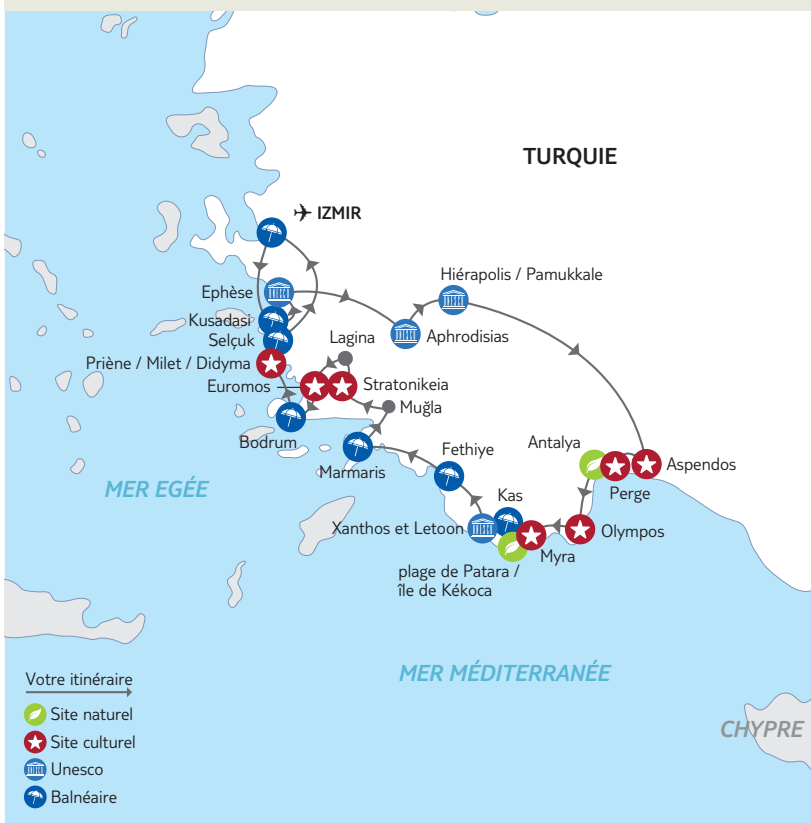 TURQUIE
IZMIR
Hiérapolis / Pamukkale
Ephèse
Kusadasi
Aphrodisias
Selçuk
Lagina
Priène / Milet / Didyma
Euromos
Stratonikeia
Muğla
Bodrum
Marmaris
Fethiye
Antalya
Aspendos
Perge
MER EGÉE
Kas
Xanthos et Letoon
Olympos
Myra
plage de Patara /
île de Kékoca
MER MÉDITERRANÉE
CHYPRE
Votre itinéraire
Site naturel
Site culturel
Unesco
Balnéaire